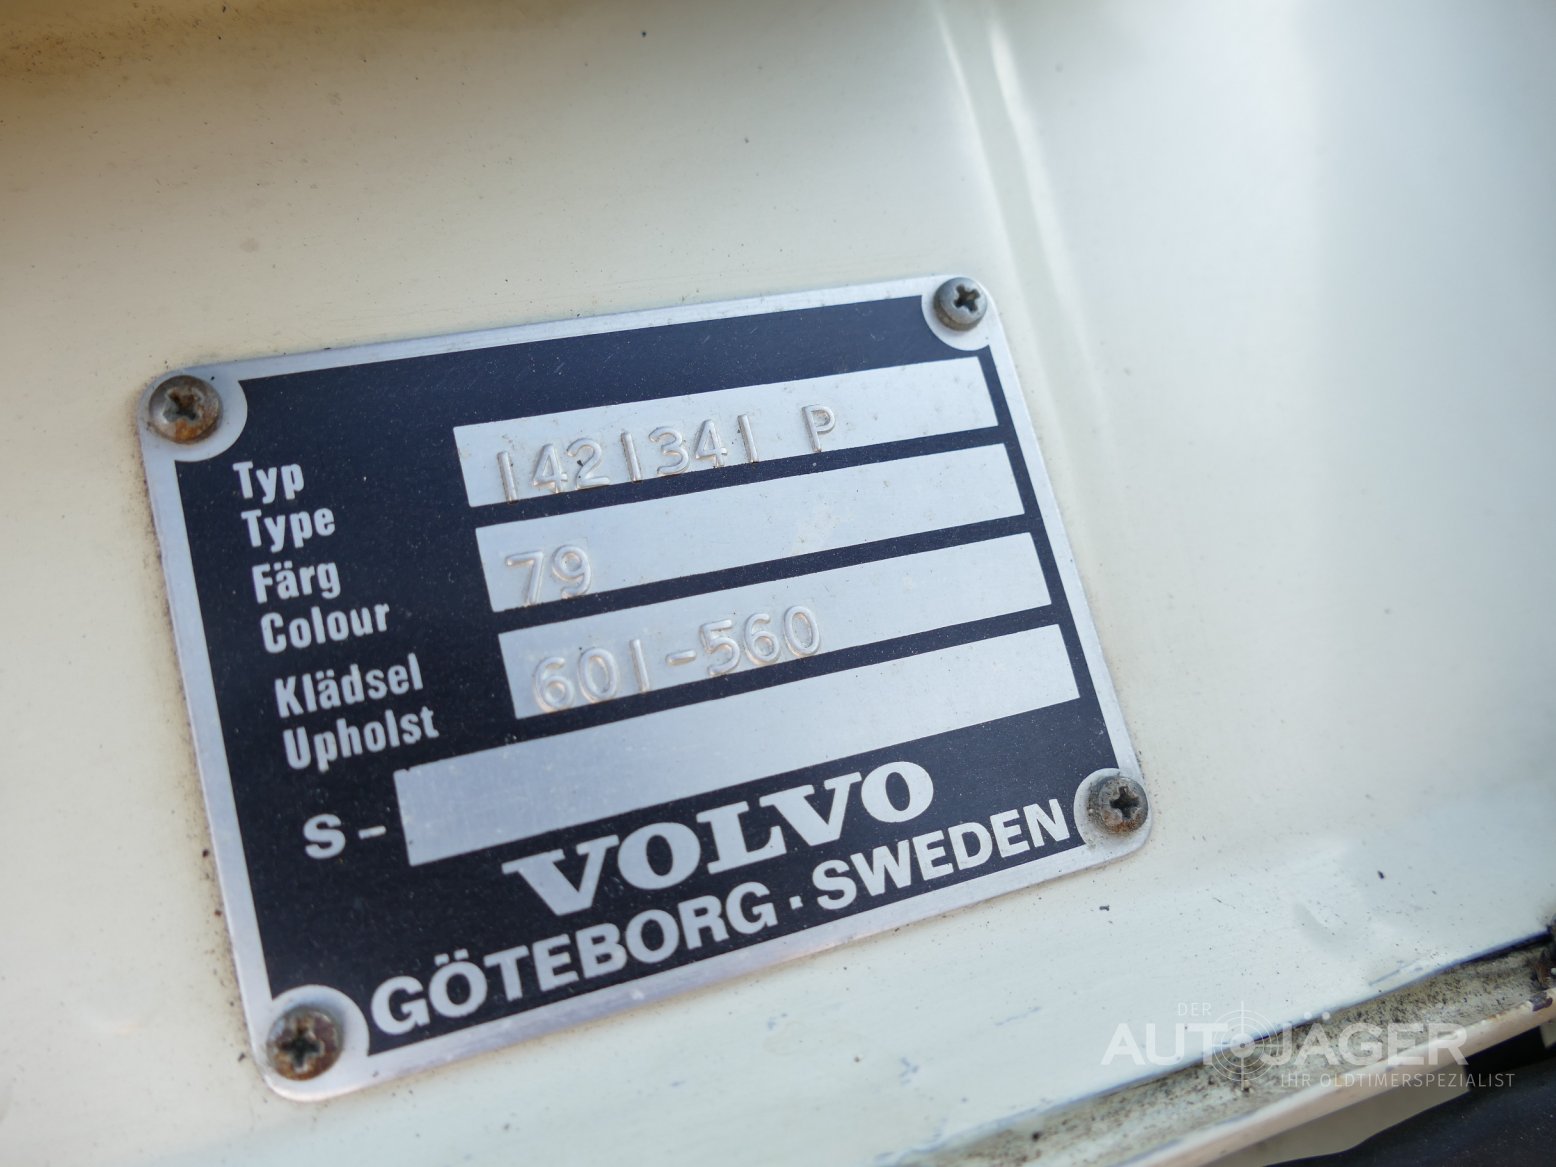 Typ
Type
1421341 P
Färg
Colour
79
Klädsel
Upholst
601-560
S-
VOLVO
GÖTEBORG · SWEDEN
DER
AUTOJÄGER
IHR OLDTIMERSPEZIALIST